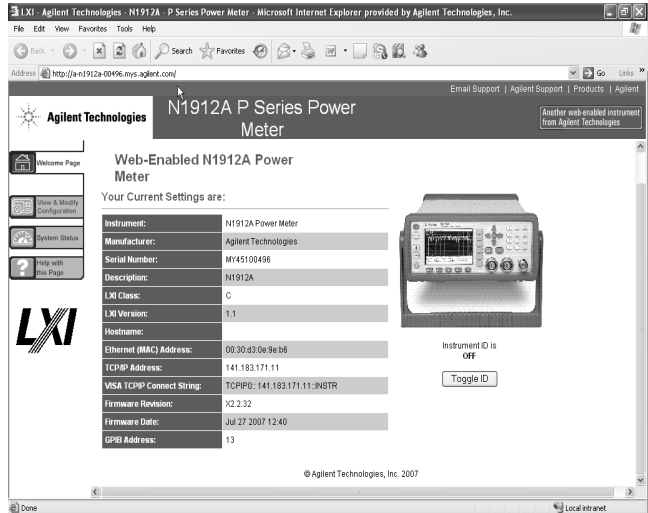 LXI - Agilent Technologies - N1912A - P Series Power Meter - Microsoft Internet Explorer provided by Agilent Technologies, Inc.
File Edit View Favorites Tools Help
Back Search Favorites
Address http://a-n1912a-00496.mys.agilent.com/ Go Links »
Email Support | Agilent Support | Products | Agilent
Agilent Technologies
N1912A P Series Power
Meter
Another web-enabled instrument
from Agilent Technologies
Welcome Page
View & Modify
Configuration
System Status
Help with
this Page
LXI
Web-Enabled N1912A Power
Meter
Your Current Settings are:
Instrument: N1912A Power Meter
Manufacturer: Agilent Technologies
Serial Number: MY45100496
Description: N1912A
LXI Class: C
LXI Version: 1.1
Hostname:
Ethernet (MAC) Address: 00:30:d3:0e:9e:b6
TCP/IP Address: 141.183.171.11
VISA TCPIP Connect String: TCPIP0:: 141.183.171.11::INSTR
Firmware Revision: X2.2.32
Firmware Date: Jul 27 2007 12:40
GPIB Address: 13
Instrument ID is
OFF
Toggle ID
© Agilent Technologies, Inc. 2007
Done
Local intranet